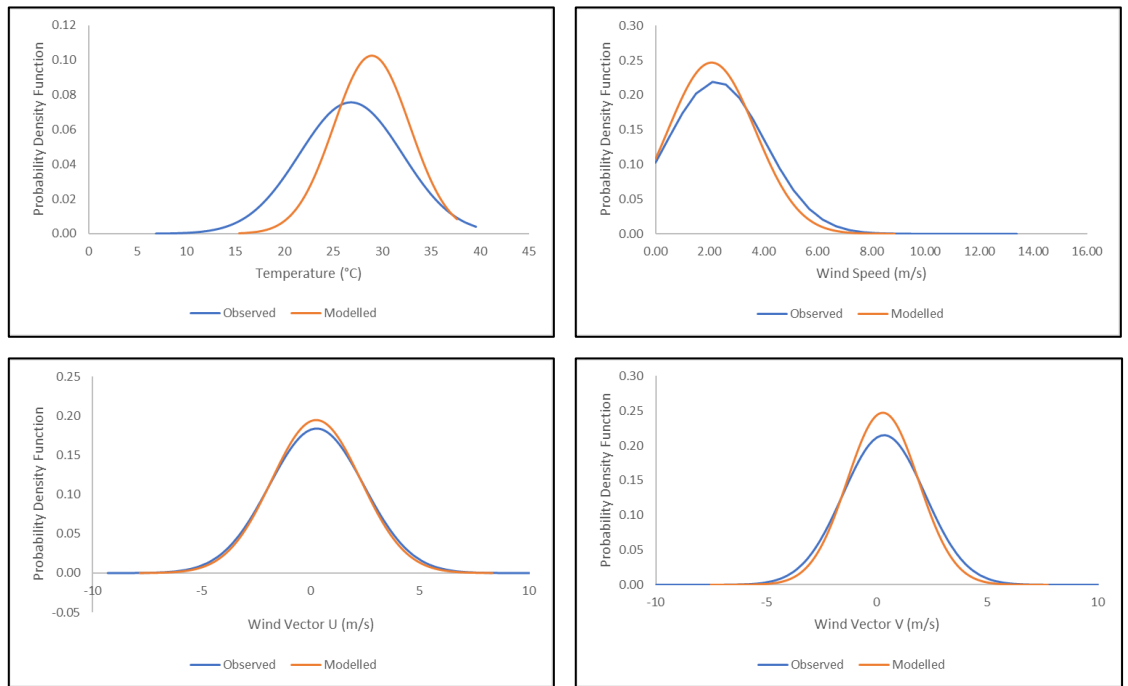 0.12
0.10
0.08
0.06
0.04
0.02
0.00
Probability Density Function
0 5 10 15 20 25 30 35 40 45
Temperature (°C)
Observed Modelled
0.30
0.25
0.20
0.15
0.10
0.05
0.00
Probability Density Function
0.00 2.00 4.00 6.00 8.00 10.00 12.00 14.00 16.00
Wind Speed (m/s)
Observed Modelled
0.25
0.20
0.15
0.10
0.05
0.00
-0.05
Probability Density Function
-10 -5 0 5 10
Wind Vector U (m/s)
Observed Modelled
0.30
0.25
0.20
0.15
0.10
0.05
0.00
Probability Density Function
-10 -5 0 5 10
Wind Vector V (m/s)
Observed Modelled